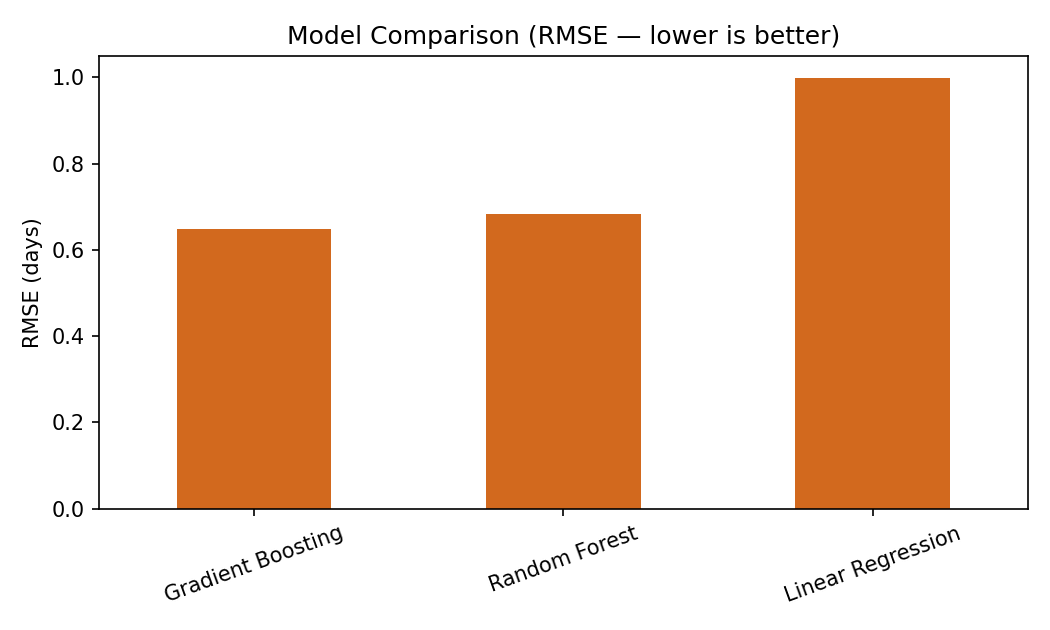 Model Comparison (RMSE — lower is better)
RMSE (days)
1.0
0.8
0.6
0.4
0.2
0.0
Gradient Boosting
Random Forest
Linear Regression